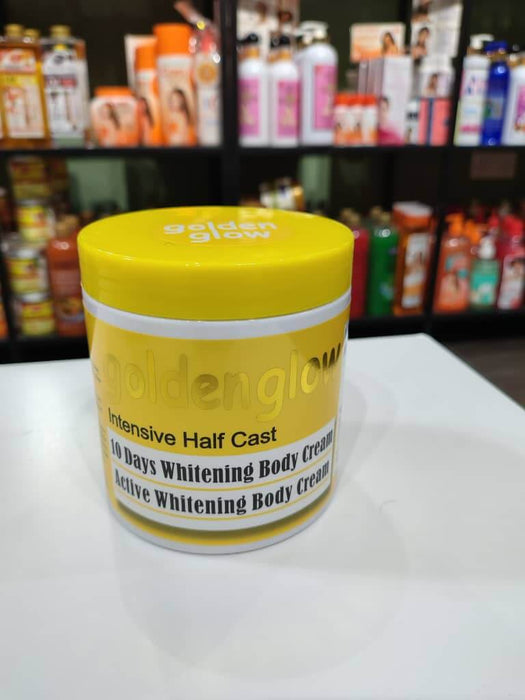 golden
glow
goldenglow
Intensive Half Cast
10 Days Whitening Body Cream
Active Whitening Body Cream